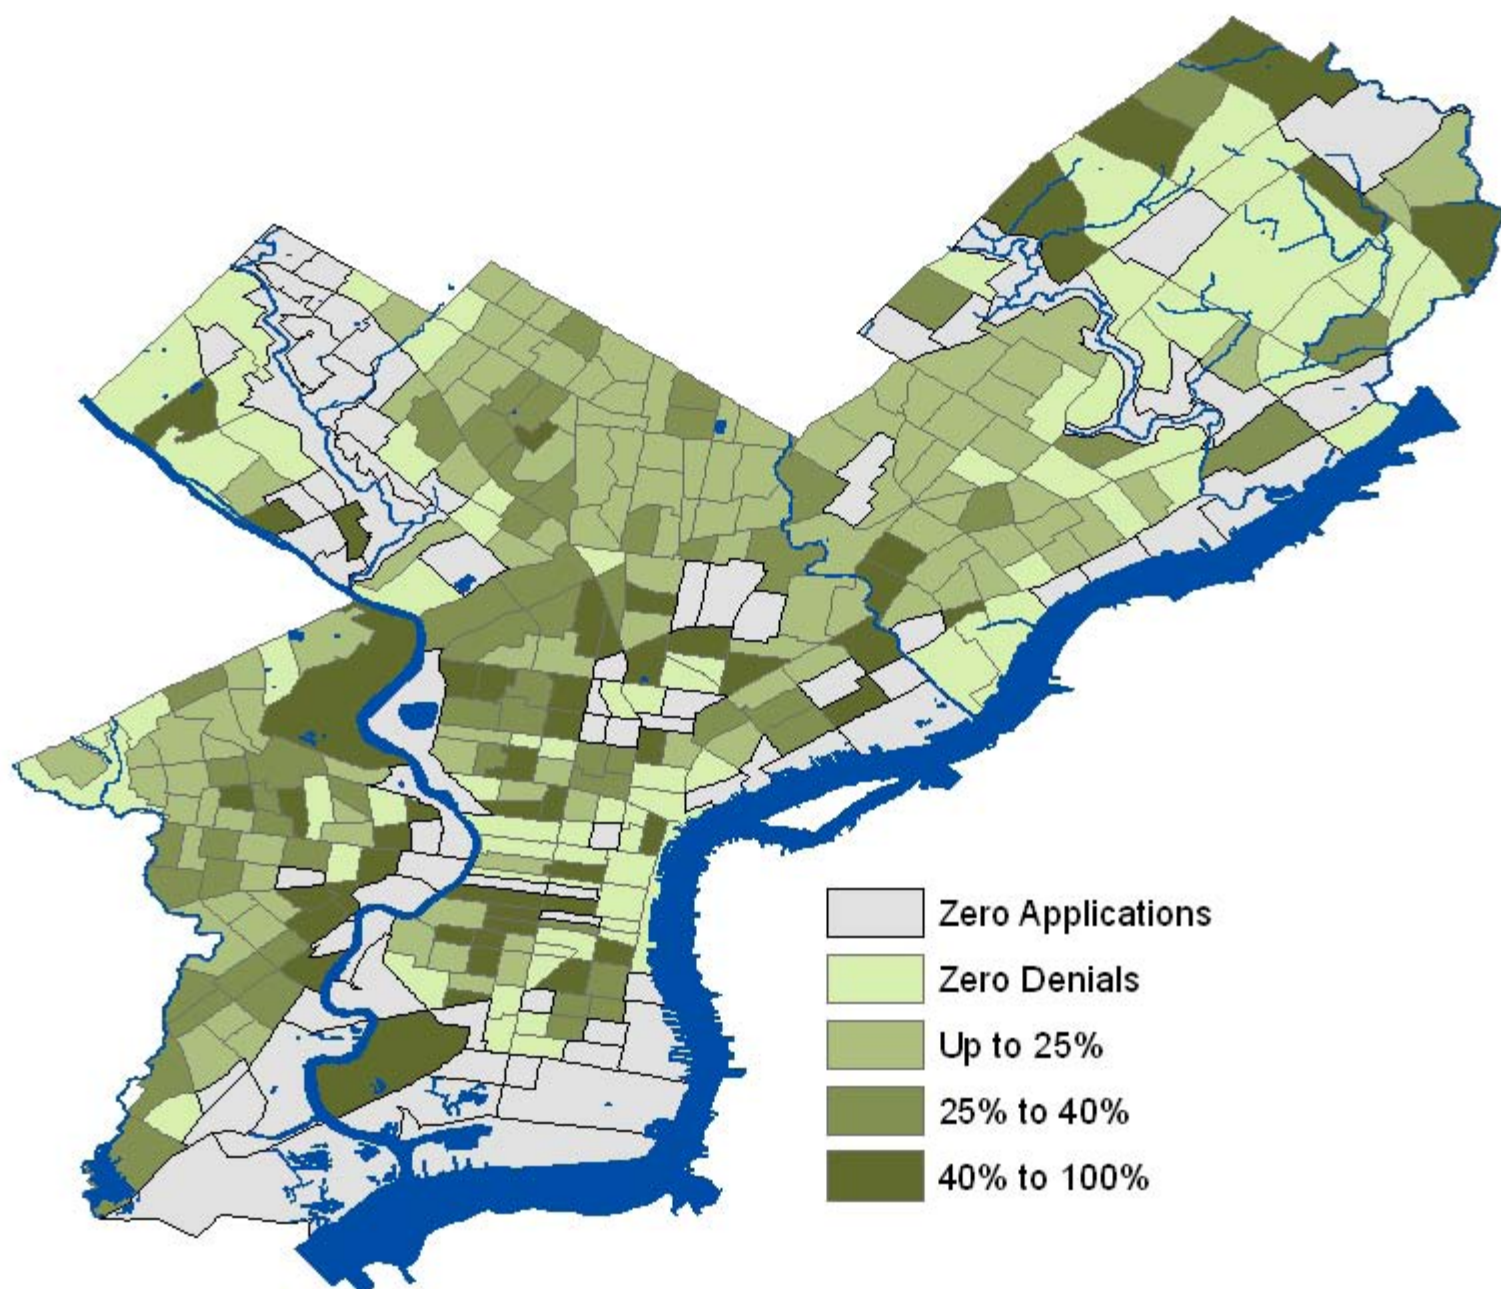 Zero Applications
Zero Denials
Up to 25%
25% to 40%
40% to 100%